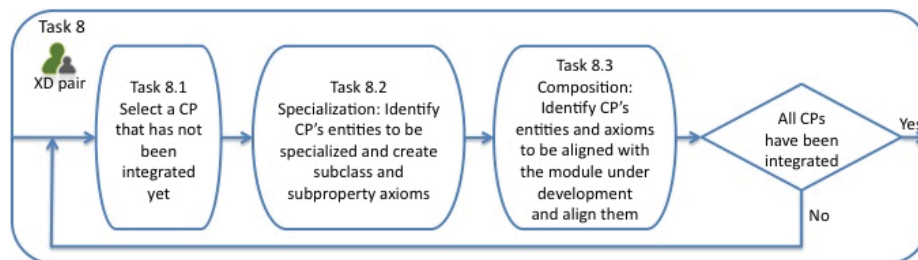 Task 8
XD pair
Task 8.1
Select a CP
that has not
been
integrated
yet
Task 8.2
Specialization: Identify
CP’s entities to be
specialized and create
subclass and
subproperty axioms
Task 8.3
Composition:
Identify CP’s
entities and axioms
to be aligned with
the module under
development
and align them
All CPs
have been
integrated
Yes
No